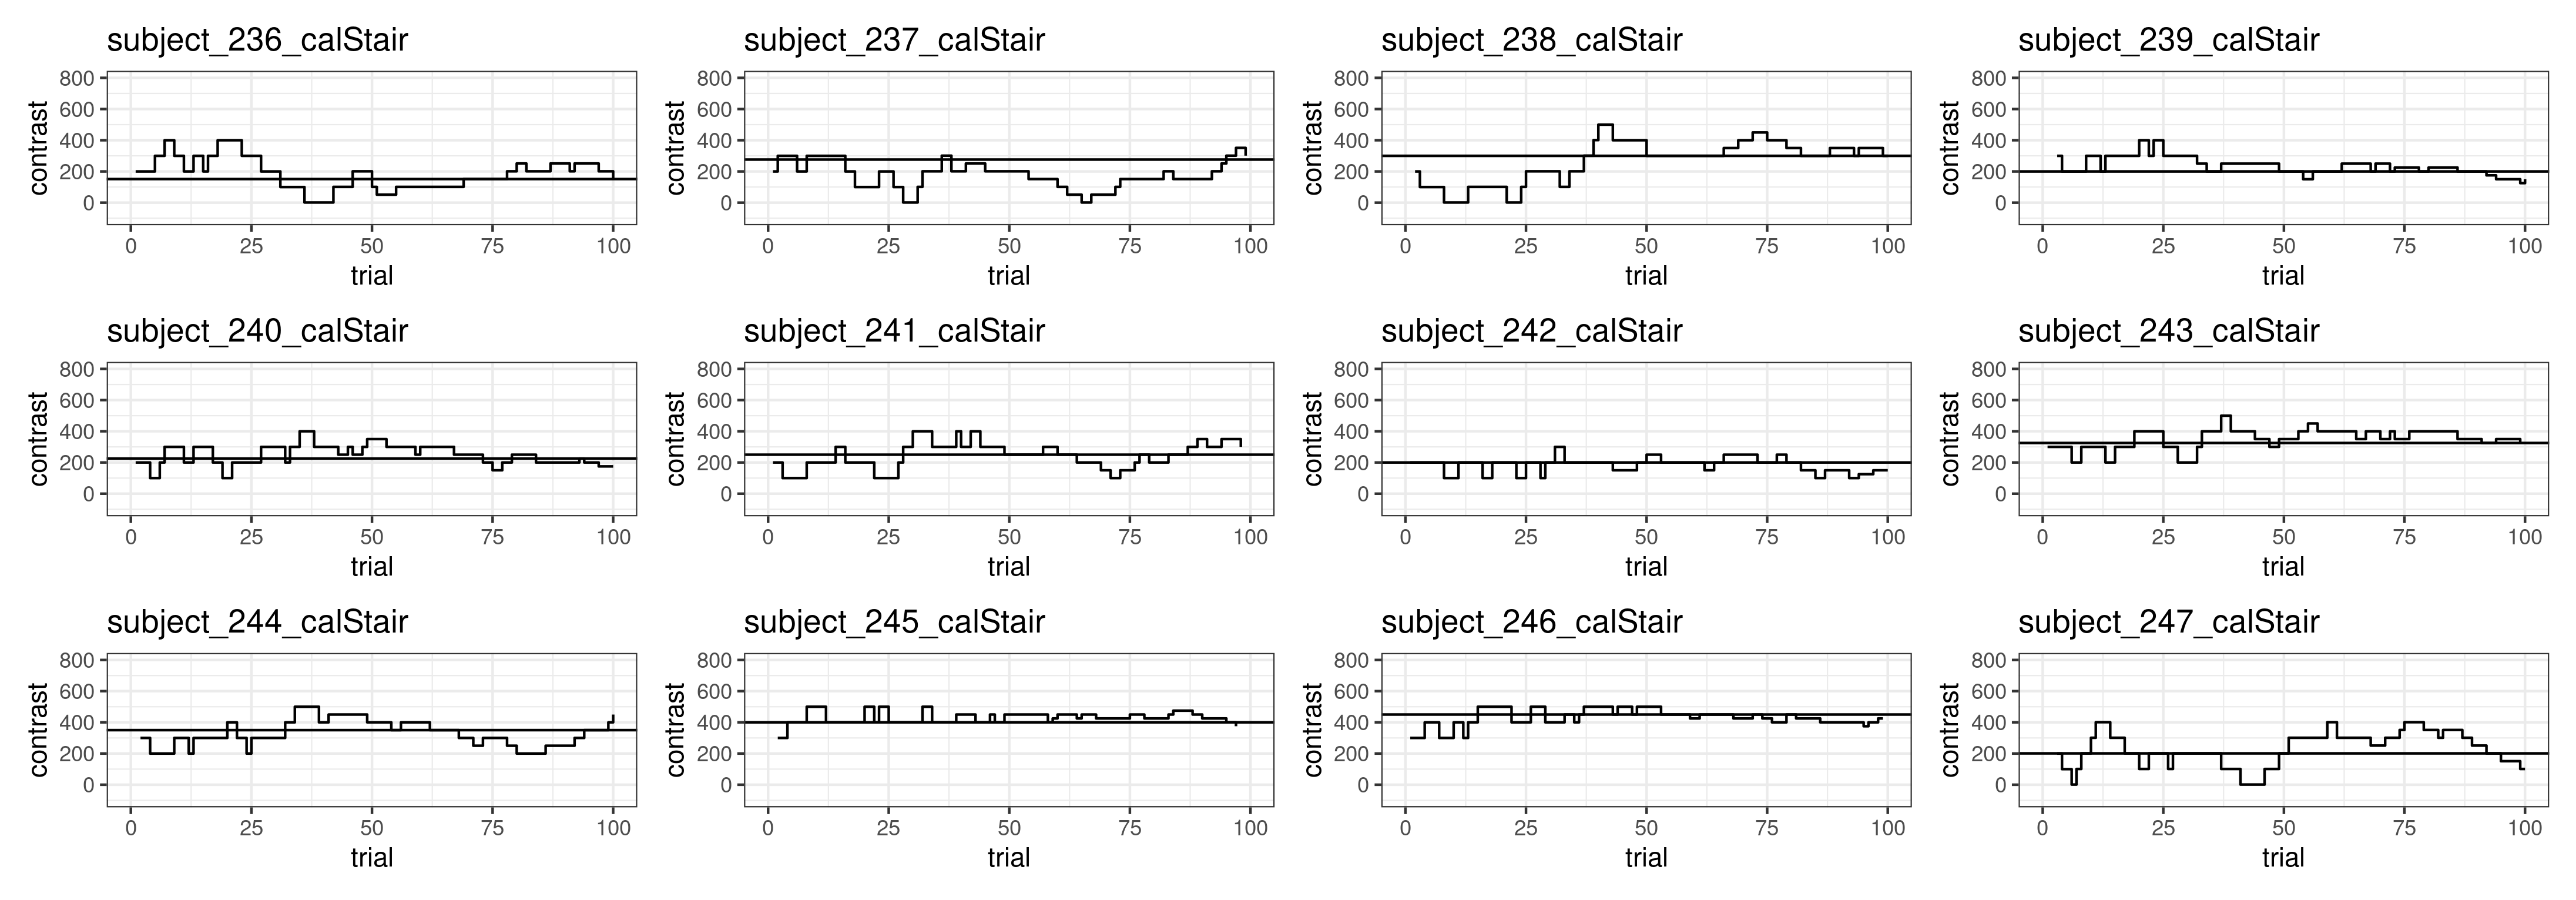 subject_236_calStair
800
600
400
200
0
contrast
0 25 50 75 100
trial
subject_237_calStair
800
600
400
200
0
contrast
0 25 50 75 100
trial
subject_238_calStair
800
600
400
200
0
contrast
0 25 50 75 100
trial
subject_239_calStair
800
600
400
200
0
contrast
0 25 50 75 100
trial
subject_240_calStair
800
600
400
200
0
contrast
0 25 50 75 100
trial
subject_241_calStair
800
600
400
200
0
contrast
0 25 50 75 100
trial
subject_242_calStair
800
600
400
200
0
contrast
0 25 50 75 100
trial
subject_243_calStair
800
600
400
200
0
contrast
0 25 50 75 100
trial
subject_244_calStair
800
600
400
200
0
contrast
0 25 50 75 100
trial
subject_245_calStair
800
600
400
200
0
contrast
0 25 50 75 100
trial
subject_246_calStair
800
600
400
200
0
contrast
0 25 50 75 100
trial
subject_247_calStair
800
600
400
200
0
contrast
0 25 50 75 100
trial